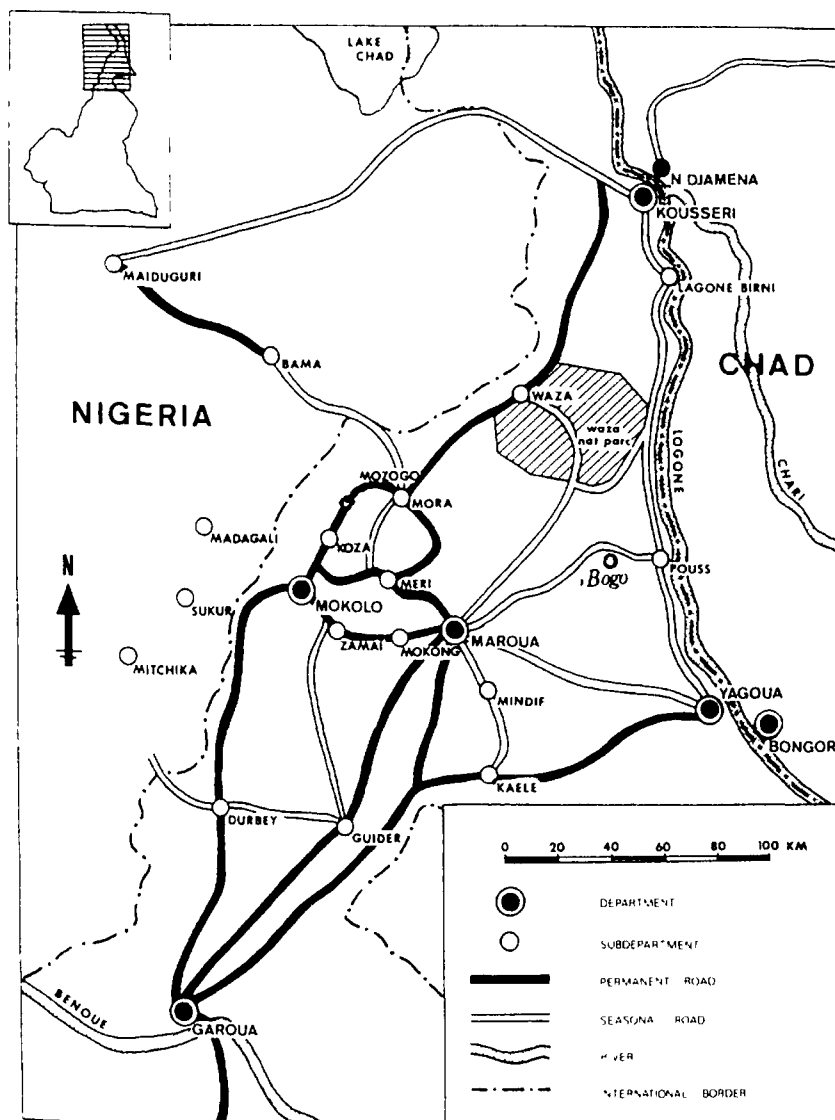 LAKE
CHAD
N DJAMENA
KOUSSERI
MAIDUGURI
LAGONE BIRNI
BAMA
CHAD
NIGERIA
WAZA
waza
nat parc
LOGONE
CHARI
MOZOGO
MORA
MADAGALI
KOZA
N
MERI
Bogo
POUSS
MOKOLO
SUKUR
MAROUA
ZAMAI
MOKONG
MITCHIKA
MINDIF
YAGOUA
BONGOR
KAELE
DURBEY
GUIDER
0 20 40 60 80 100 KM
DEPARTMENT
SUBDEPARTMENT
PERMANENT ROAD
SEASONA ROAD
BENOUE
GAROUA
R VER
INTERNATIONAL BORDER